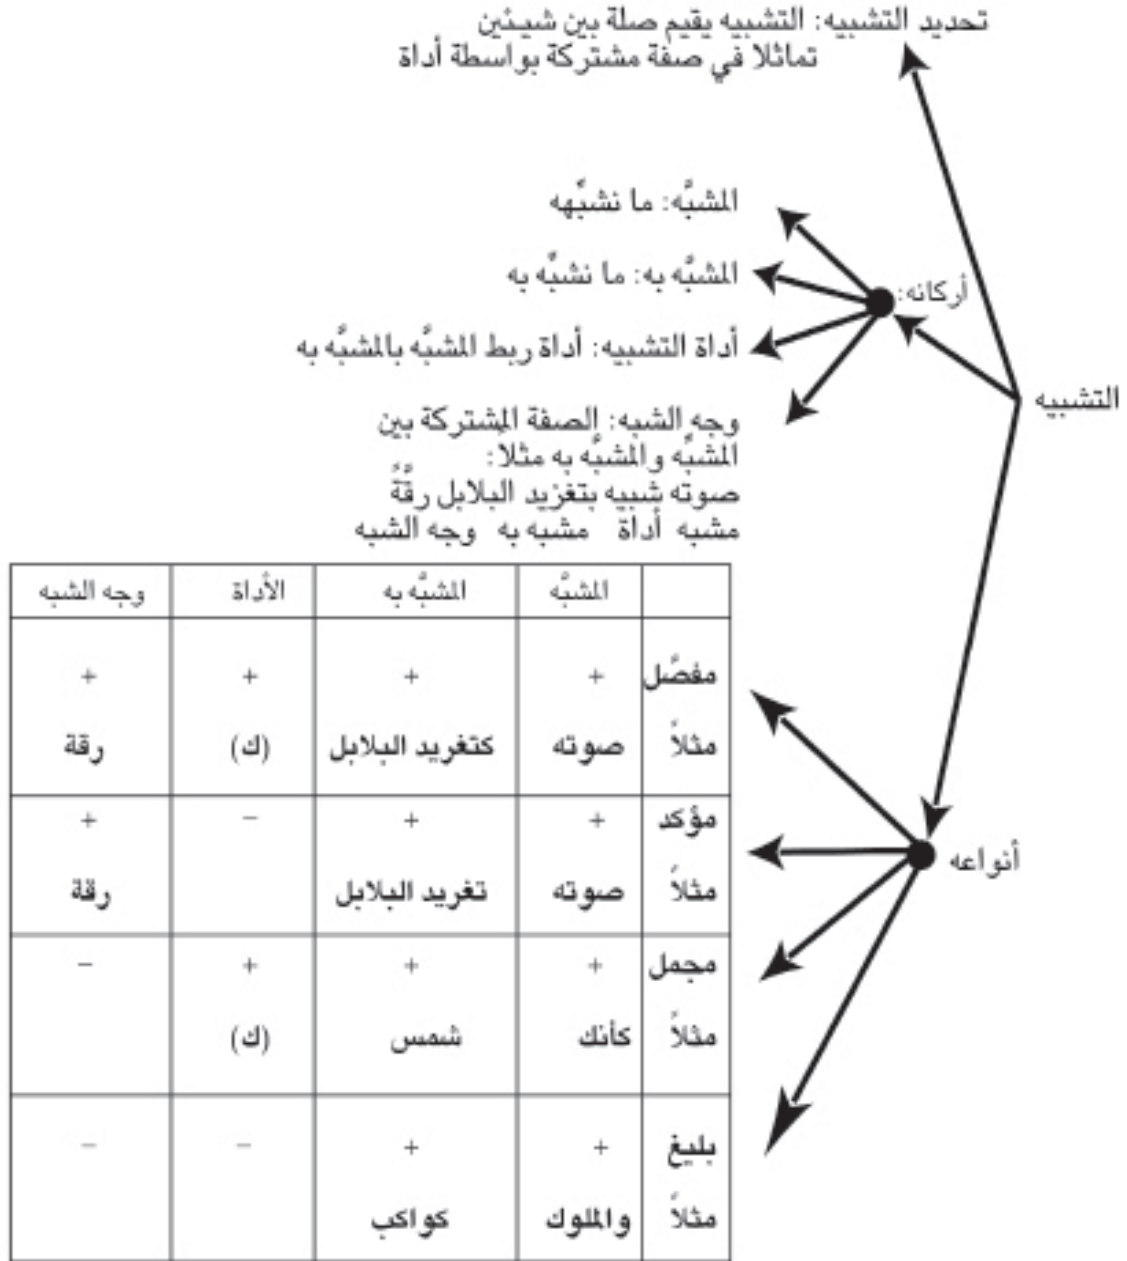 تحديد التشبيه: التشبيه يقيم صلة بين شيئين
تماثلا في صفة مشتركة بواسطة أداة
التشبيه
أركانه:
المشبَّه: ما نشبِّهه
المشبَّه به: ما نشبِّه به
أداة التشبيه: أداة ربط المشبَّه بالمشبَّه به
وجه الشبه: الصفة المشتركة بين
المشبَّه والمشبَّه به مثلاً:
صوته شبيه بتغزيد البلابل رقَّةً
مشبه أداة مشبه به وجه الشبه
أنواعه
المشبَّه المشبَّه به الأداة وجه الشبه
مفصَّل + + + +
مثلاً صوته كتغريد البلابل (ك) رقة
مؤكد + + – +
مثلاً صوته تغريد البلابل رقة
مجمل + + + –
مثلاً كأنك شمس (ك)
بليغ + + – –
مثلاً والملوك كواكب